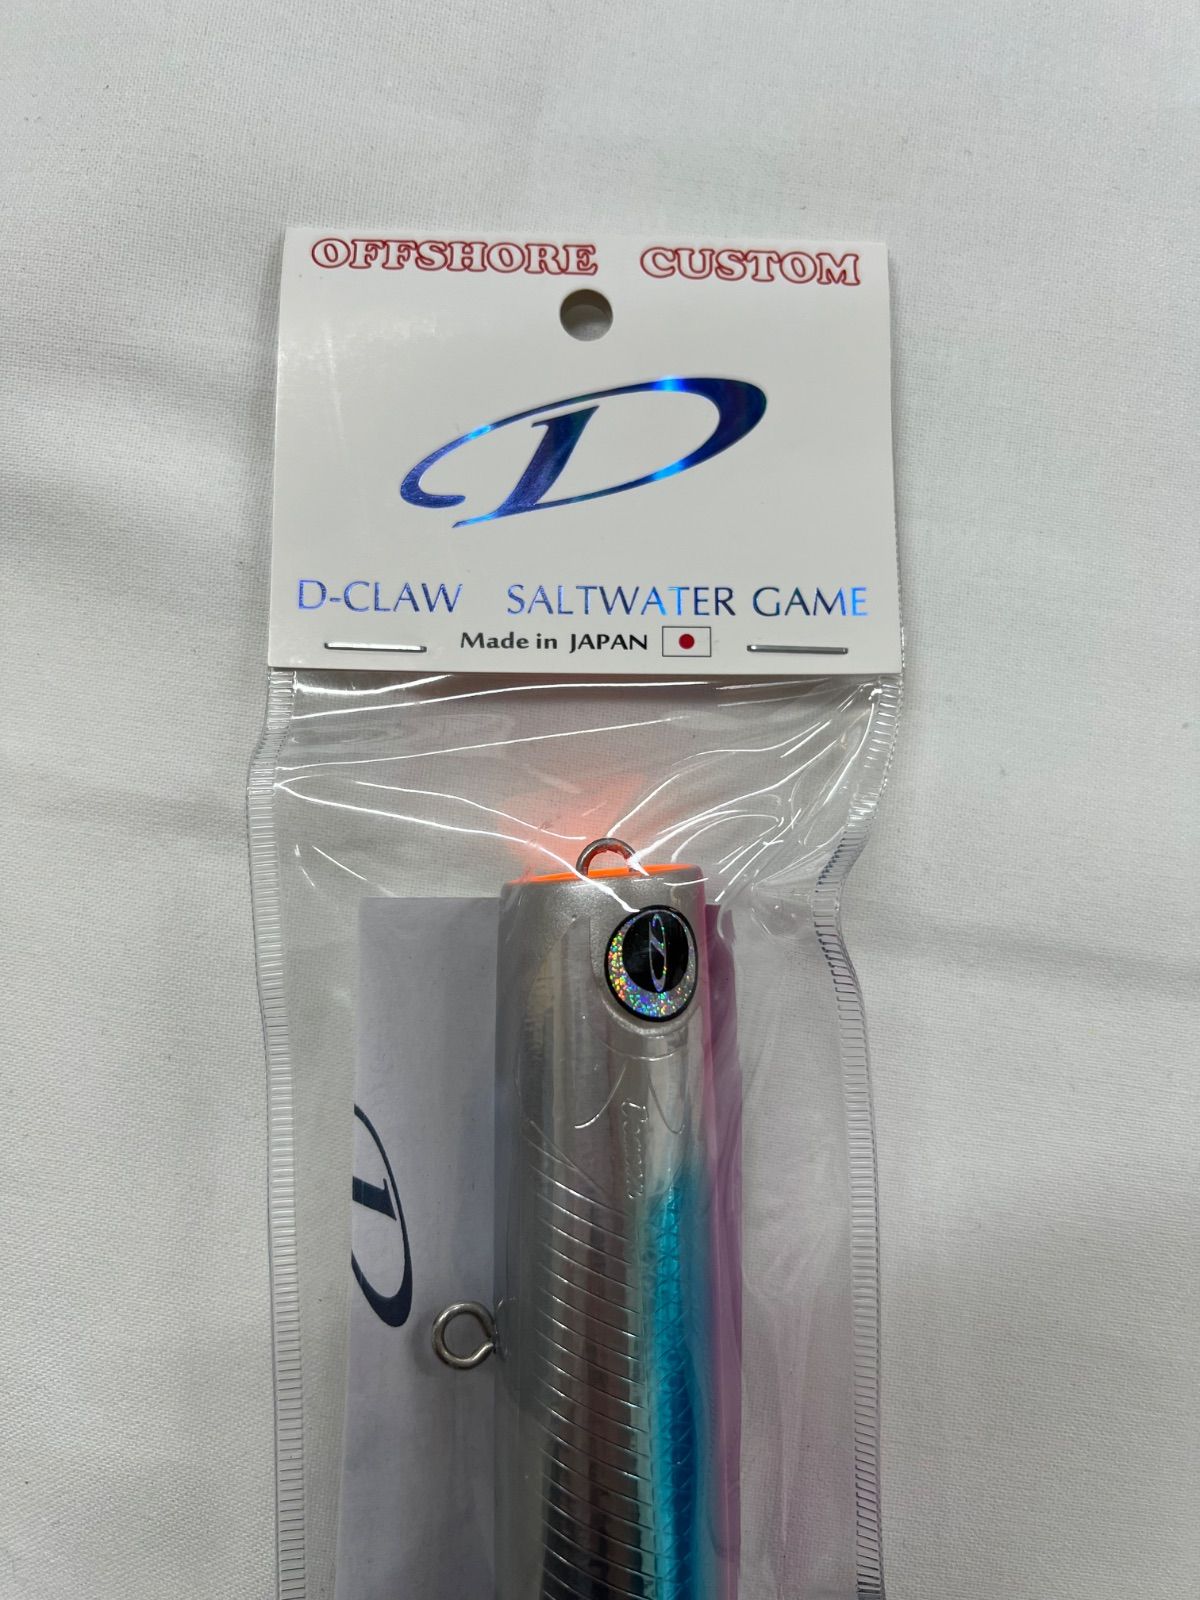 OFFSHORE CUSTOM
D
D-CLAW SALTWATER GAME
Made in JAPAN
D